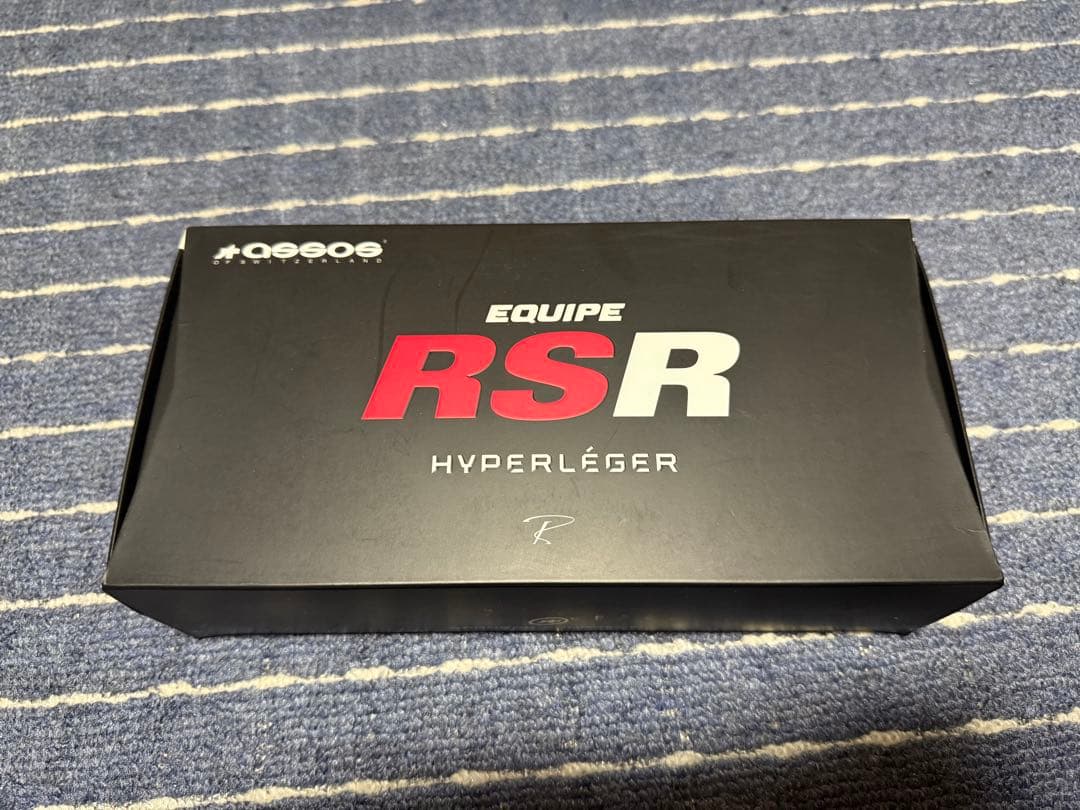 assos
OF SWITZERLAND
EQUIPE
RSR
HYPERLÉGER
R